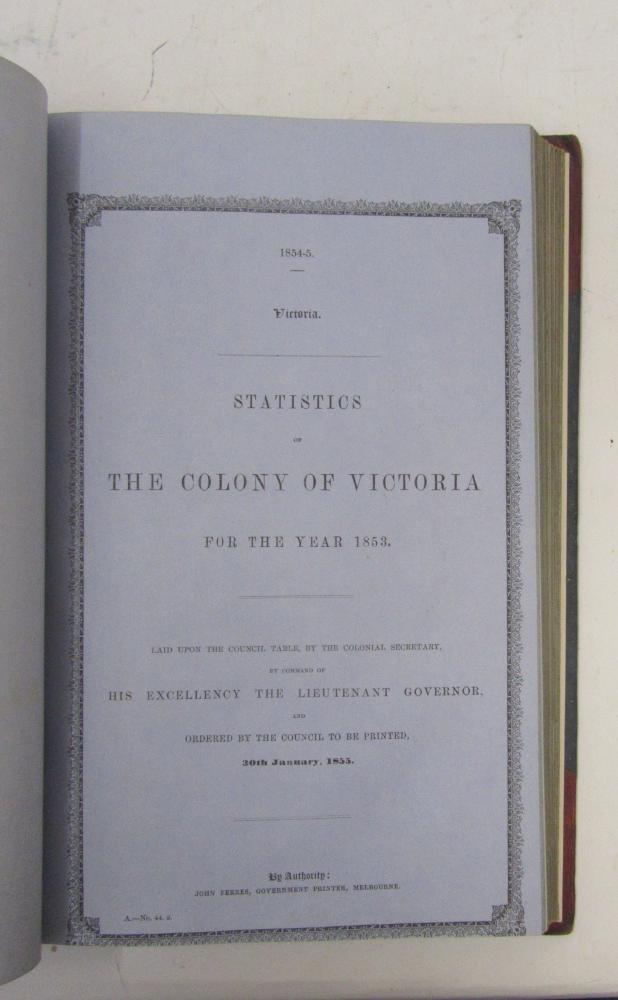 1854-5.
Victoria.
STATISTICS
OF
THE COLONY OF VICTORIA
FOR THE YEAR 1853.
LAID UPON THE COUNCIL TABLE, BY THE COLONIAL SECRETARY,
BY COMMAND OF
HIS EXCELLENCY THE LIEUTENANT GOVERNOR,
AND
ORDERED BY THE COUNCIL TO BE PRINTED,
30th January, 1855.
By Authority:
JOHN FERRES, GOVERNMENT PRINTER, MELBOURNE.
A.—No. 44.